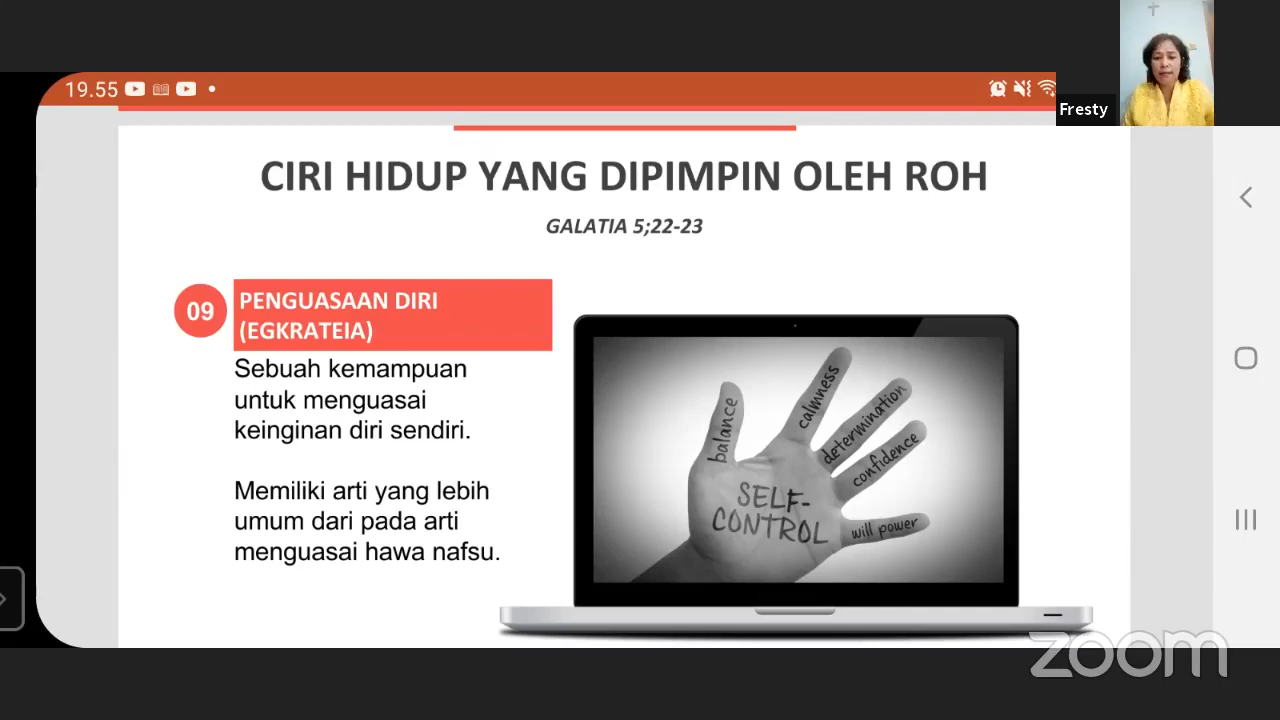 19.55
Fresty
CIRI HIDUP YANG DIPIMPIN OLEH ROH
GALATIA 5;22-23
09
PENGUASAAN DIRI
(EGKRATEIA)
Sebuah kemampuan
untuk menguasai
keinginan diri sendiri.
Memiliki arti yang lebih
umum dari pada arti
menguasai hawa nafsu.
balance
calmness
determination
confidence
will power
SELF-
CONTROL
zoom